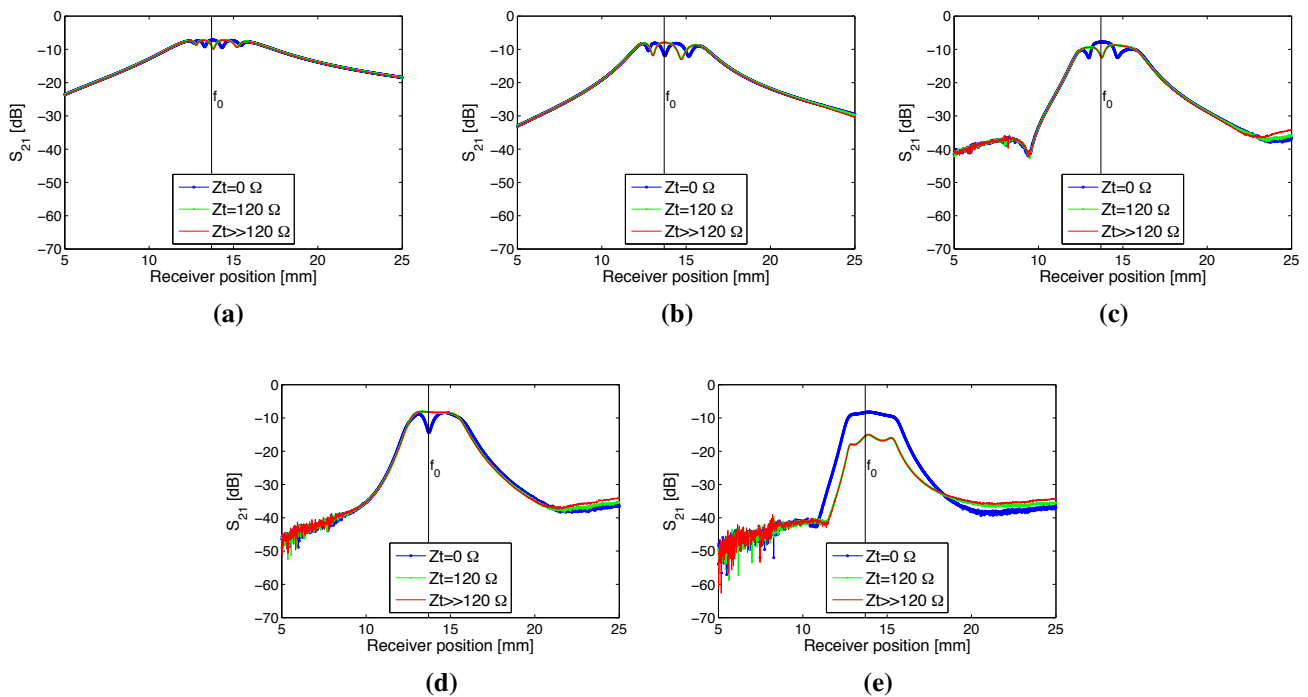 0
−10
−20
−30
−40
−50
−60
−70
S21 [dB]
f0
Zt=0 Ω
Zt=120 Ω
Zt>>120 Ω
5 10 15 20 25
Receiver position [mm]
(a)
0
−10
−20
−30
−40
−50
−60
−70
S21 [dB]
f0
Zt=0 Ω
Zt=120 Ω
Zt>>120 Ω
5 10 15 20 25
Receiver position [mm]
(b)
0
−10
−20
−30
−40
−50
−60
−70
S21 [dB]
f0
Zt=0 Ω
Zt=120 Ω
Zt>>120 Ω
5 10 15 20 25
Receiver position [mm]
(c)
0
−10
−20
−30
−40
−50
−60
−70
S21 [dB]
f0
Zt=0 Ω
Zt=120 Ω
Zt>>120 Ω
5 10 15 20 25
Receiver position [mm]
(d)
0
−10
−20
−30
−40
−50
−60
−70
S21 [dB]
f0
Zt=0 Ω
Zt=120 Ω
Zt>>120 Ω
5 10 15 20 25
Receiver position [mm]
(e)